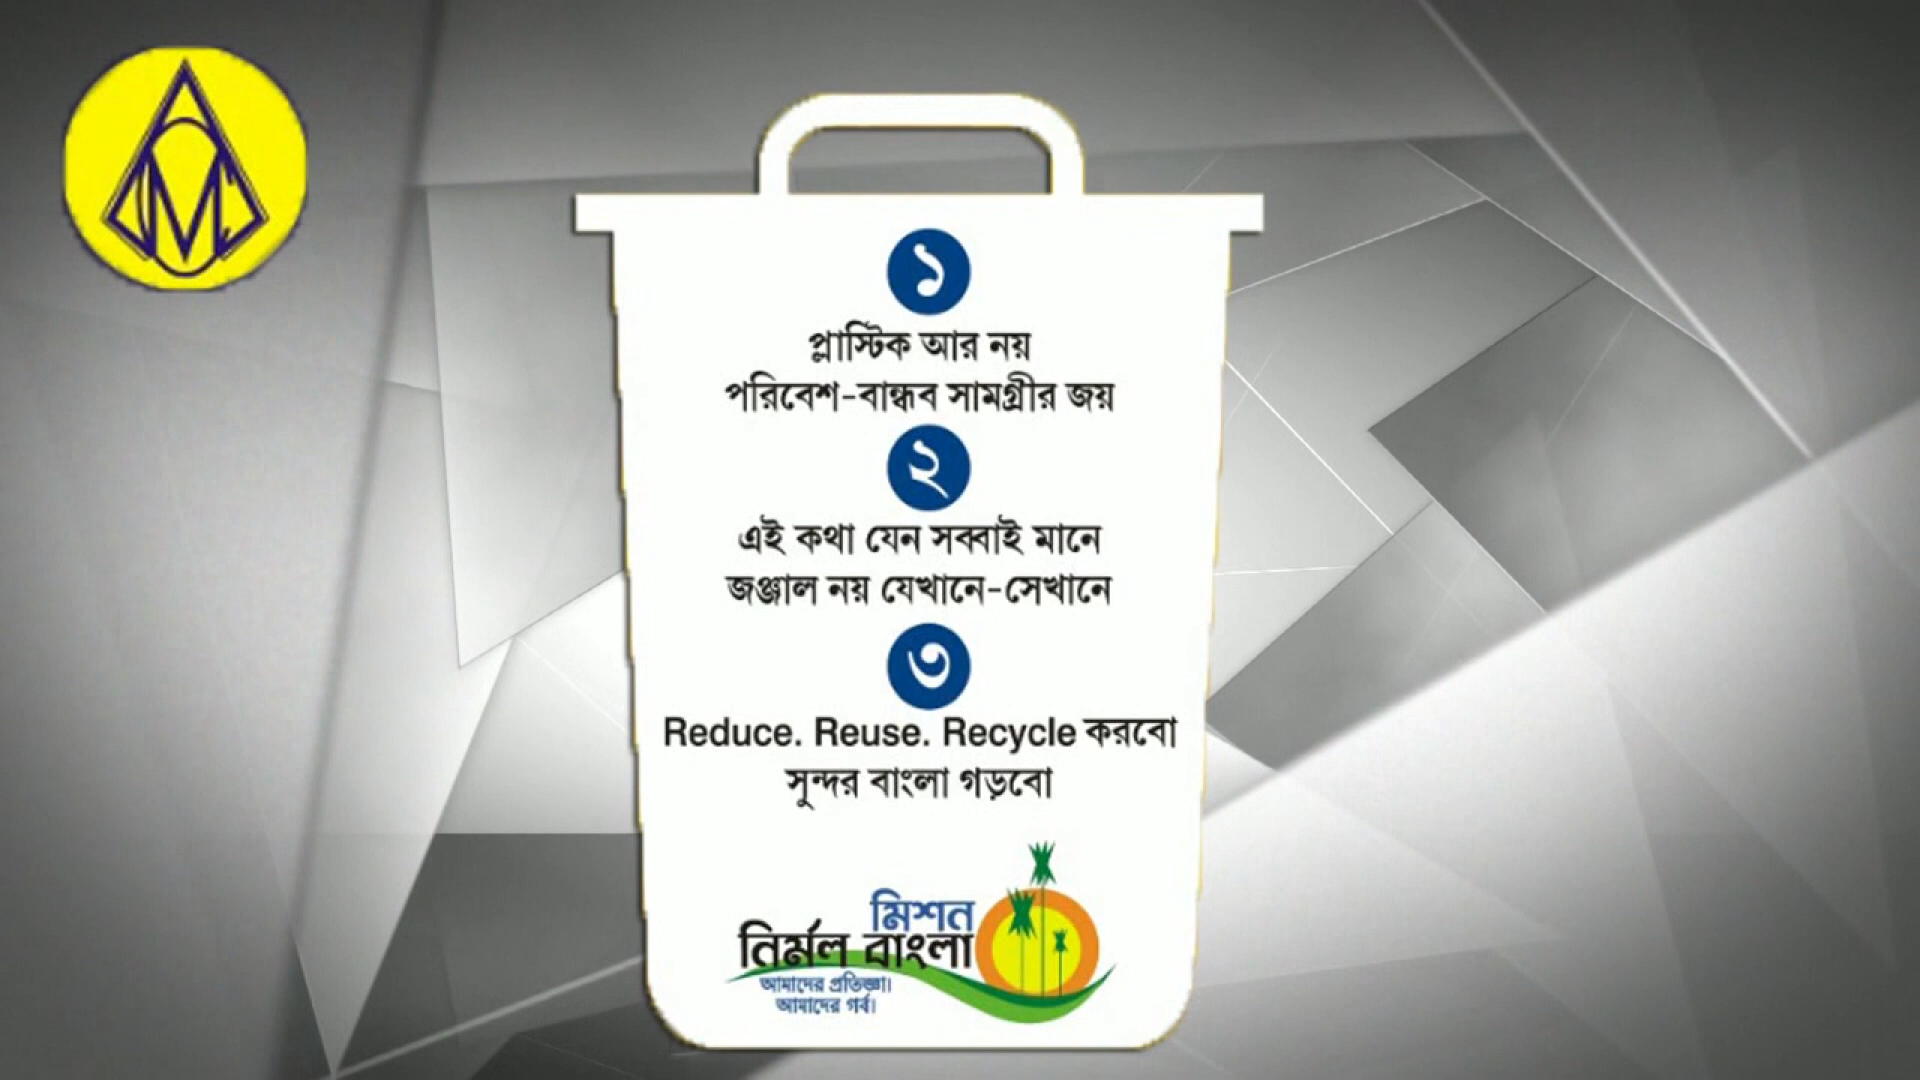 ১
প্লাস্টিক আর নয়
পরিবেশ-বান্ধব সামগ্রীর জয়
২
এই কথা যেন সব্বাই মানে
জঞ্জাল নয় যেখানে-সেখানে
৩
Reduce. Reuse. Recycle করবো
সুন্দর বাংলা গড়বো
মিশন
নির্মল বাংলা
আমাদের প্রতিজ্ঞা।
আমাদের গর্ব।